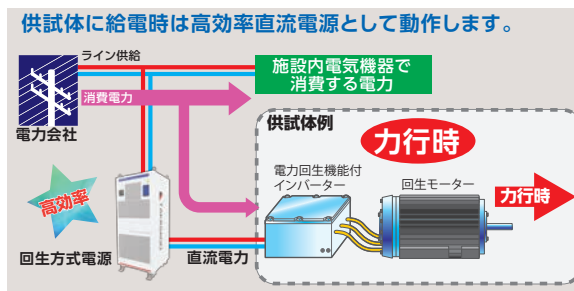 供試体に給電時は高効率直流電源として動作します。
ライン供給
施設内電気機器で
消費する電力
消費電力
電力会社
供試体例
力行時
電力回生機能付
インバーター
回生モーター
力行時
高効率
回生方式電源
直流電力